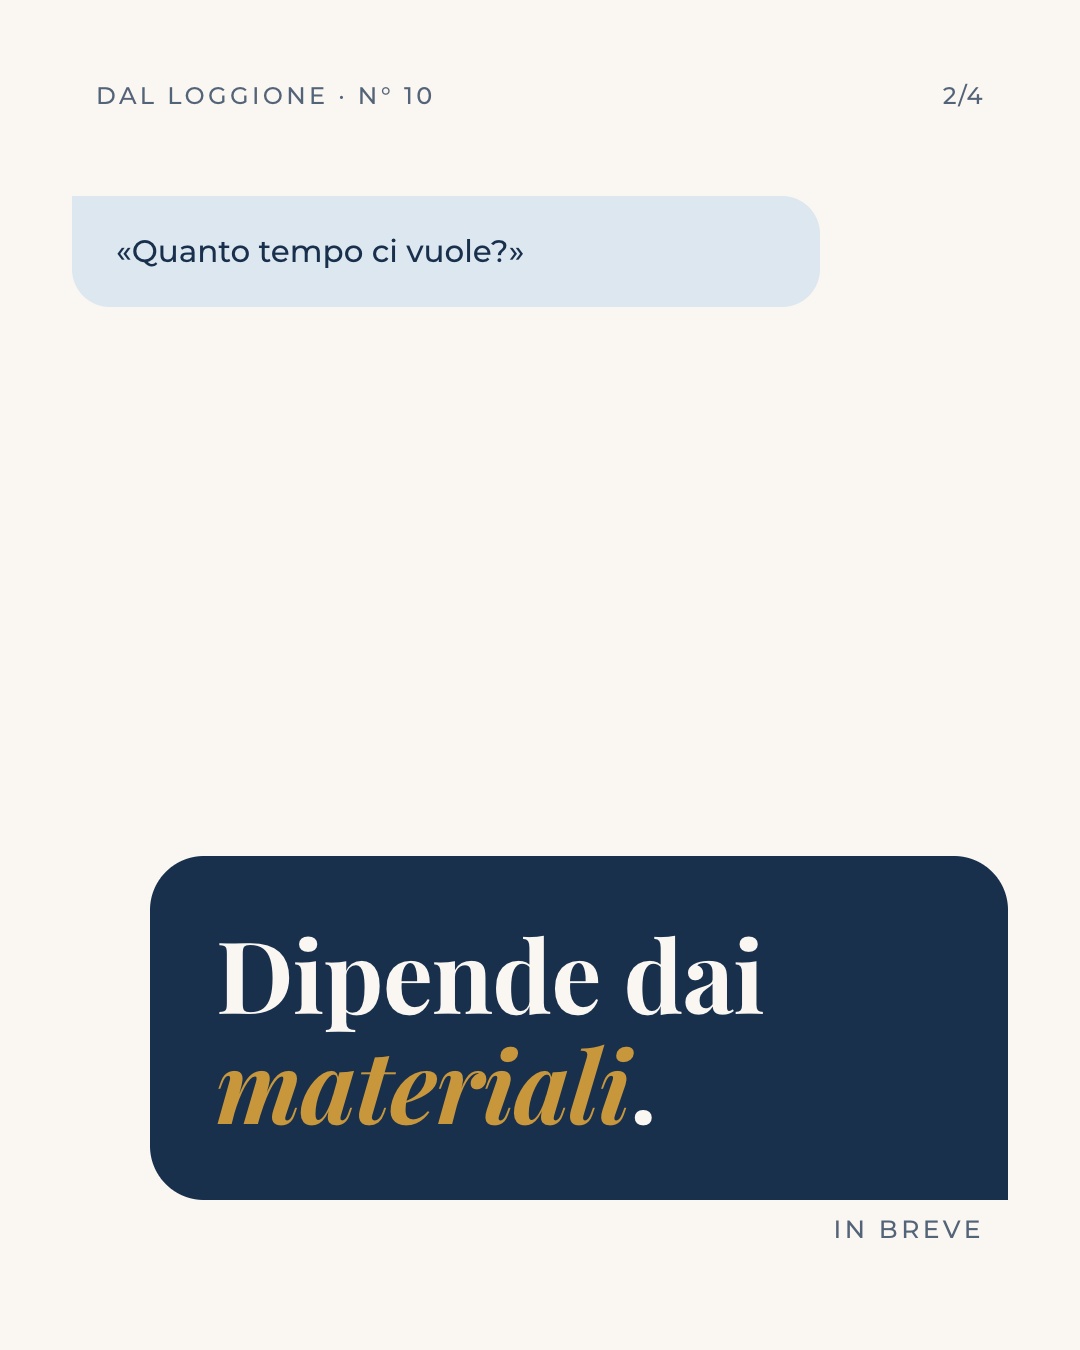 DAL LOGGIONE · N° 10
2/4
«Quanto tempo ci vuole?»
Dipende dai
materiali.
IN BREVE